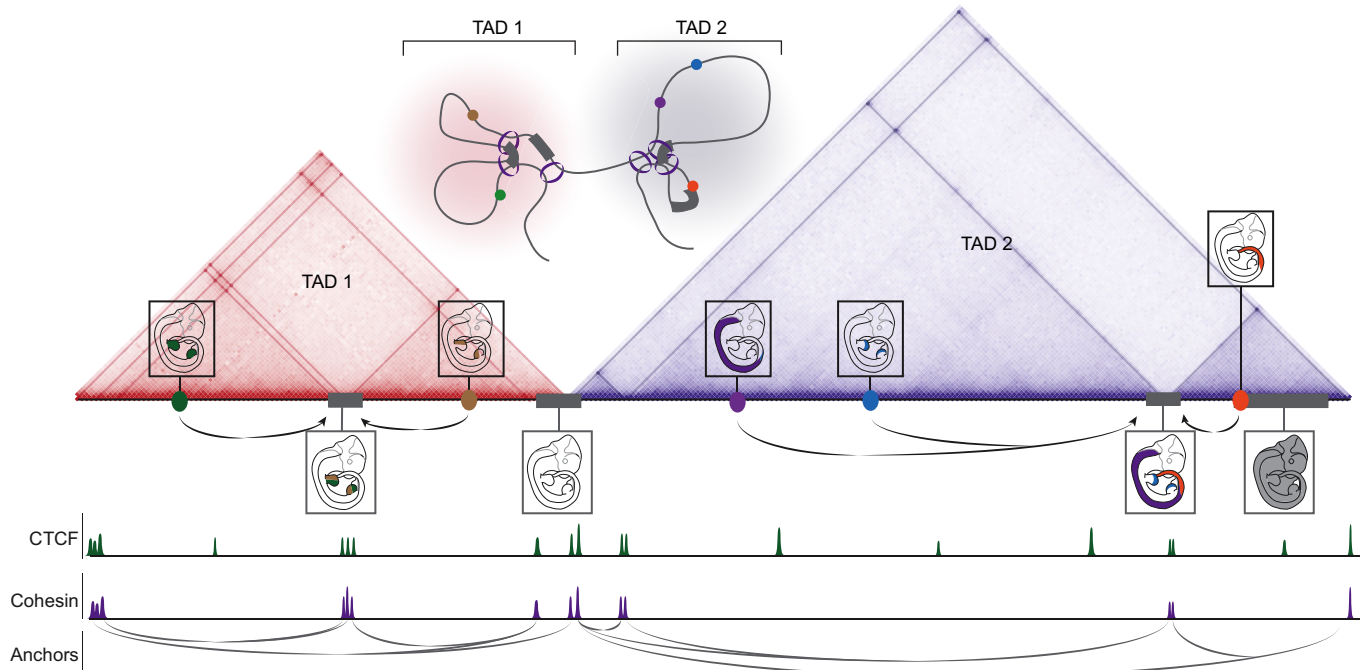 TAD 1
TAD 2
TAD 1
TAD 2
CTCF
Cohesin
Anchors